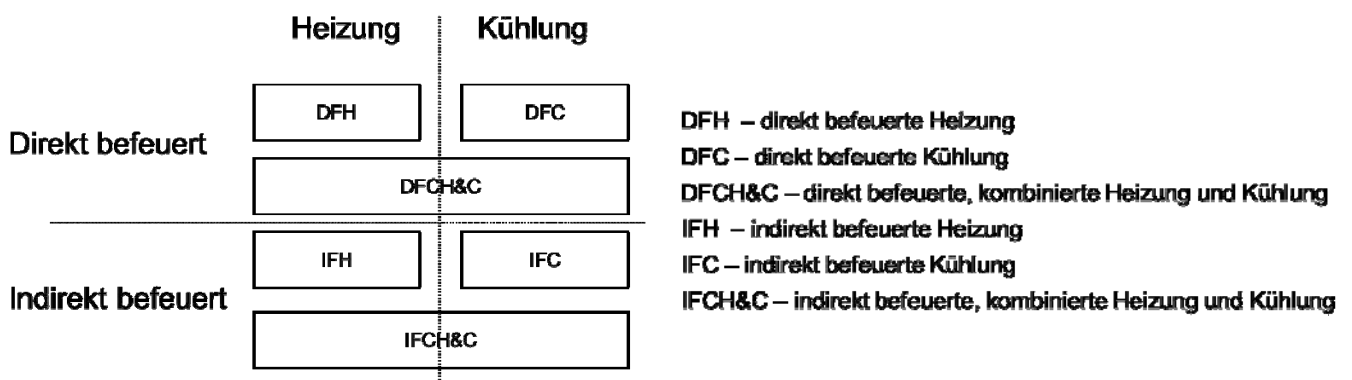 Heizung Kühlung
Direkt befeuert
DFH DFC
DFCH&C
Indirekt befeuert
IFH IFC
IFCH&C
DFH – direkt befeuerte Heizung
DFC – direkt befeuerte Kühlung
DFCH&C – direkt befeuerte, kombinierte Heizung und Kühlung
IFH – indirekt befeuerte Heizung
IFC – indirekt befeuerte Kühlung
IFCH&C – indirekt befeuerte, kombinierte Heizung und Kühlung